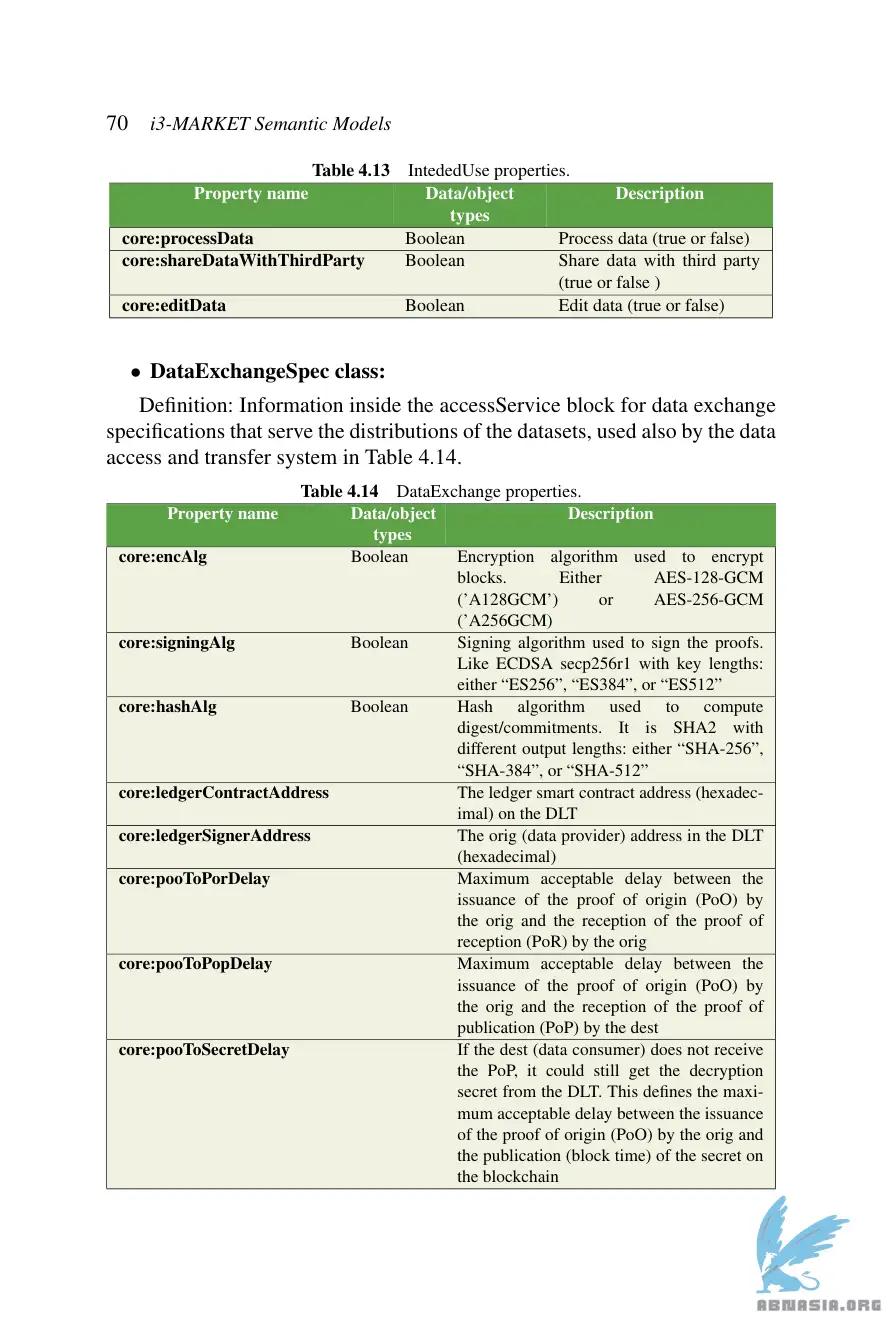 70 i3-MARKET Semantic Models
Table 4.13 IntededUse properties.
Property name Data/object Description
types
core:processData Boolean Process data (true or false)
core:shareDataWithThirdParty Boolean Share data with third party
(true or false )
core:editData Boolean Edit data (true or false)
• DataExchangeSpec class:
Definition: Information inside the accessService block for data exchange
specifications that serve the distributions of the datasets, used also by the data
access and transfer system in Table 4.14.
Table 4.14 DataExchange properties.
Property name Data/object Description
types
core:encAlg Boolean Encryption algorithm used to encrypt
blocks. Either AES-128-GCM
(’A128GCM’) or AES-256-GCM
(’A256GCM)
core:signingAlg Boolean Signing algorithm used to sign the proofs.
Like ECDSA secp256r1 with key lengths:
either “ES256”, “ES384”, or “ES512”
core:hashAlg Boolean Hash algorithm used to compute
digest/commitments. It is SHA2 with
different output lengths: either “SHA-256”,
“SHA-384”, or “SHA-512”
core:ledgerContractAddress The ledger smart contract address (hexadec-
imal) on the DLT
core:ledgerSignerAddress The orig (data provider) address in the DLT
(hexadecimal)
core:pooToPorDelay Maximum acceptable delay between the
issuance of the proof of origin (PoO) by
the orig and the reception of the proof of
reception (PoR) by the orig
core:pooToPopDelay Maximum acceptable delay between the
issuance of the proof of origin (PoO) by
the orig and the reception of the proof of
publication (PoP) by the dest
core:pooToSecretDelay If the dest (data consumer) does not receive
the PoP, it could still get the decryption
secret from the DLT. This defines the maxi-
mum acceptable delay between the issuance
of the proof of origin (PoO) by the orig and
the publication (block time) of the secret on
the blockchain
ABNASIA.ORG